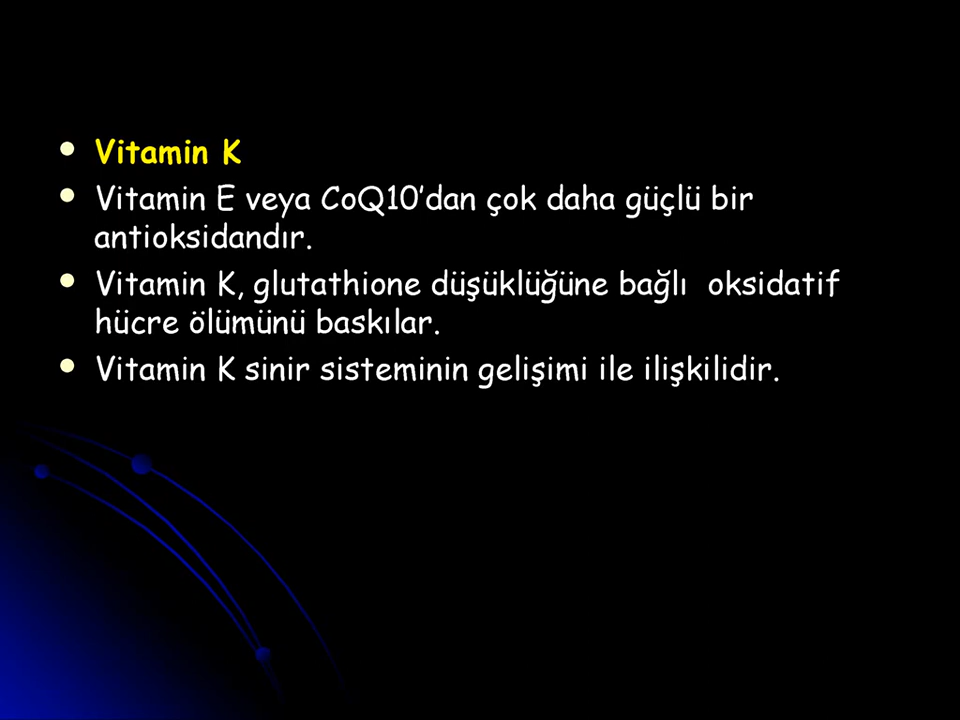 Vitamin K
Vitamin E veya CoQ10’dan çok daha güçlü bir
antioksidandır.
Vitamin K, glutathione düşüklüğüne bağlı  oksidatif
hücre ölümünü baskılar.
Vitamin K sinir sisteminin gelişimi ile ilişkilidir.